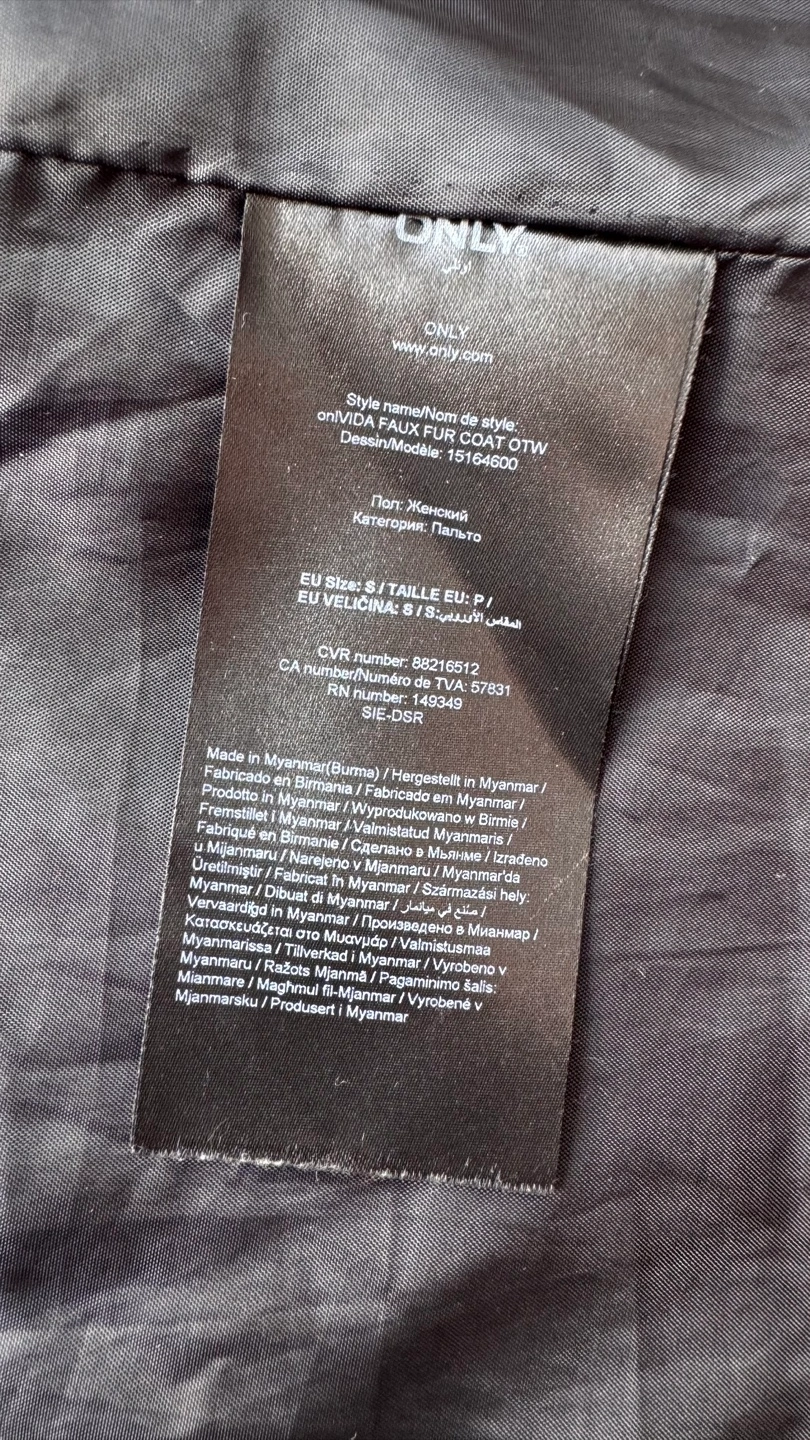 ONLY
أونلي
ONLY
www.only.com
Style name/Nom de style:
onlVIDA FAUX FUR COAT OTW
Dessin/Modèle: 15164600
Пол: Женский
Категория: Пальто
EU Size: S / TAILLE EU: P /
EU VELIČINA: S / S:المقاس الأوروبي
CVR number: 88216512
CA number/Numéro de TVA: 57831
RN number: 149349
SIE-DSR
Made in Myanmar(Burma) / Hergestellt in Myanmar /
Fabricado en Birmania / Fabricado em Myanmar /
Prodotto in Myanmar / Wyprodukowano w Birmie /
Fremstillet i Myanmar / Valmistatud Myanmaris /
Fabriqué en Birmanie / Сделано в Мьянме / Izrađeno
u Mijanmaru / Narejeno v Mjanmaru / Myanmar'da
Üretilmiştir / Fabricat în Myanmar / Származási hely:
Myanmar / Dibuat di Myanmar / صنع في ميانمار /
Vervaardigd in Myanmar / Произведено в Мианмар /
Κατασκευάζεται στο Μυανμάρ / Valmistusmaa
Myanmarissa / Tillverkad i Myanmar / Vyrobeno v
Myanmaru / Ražots Mjanmā / Pagaminimo šalis:
Mianmare / Magħmul fil-Mjanmar / Vyrobené v
Mjanmarsku / Produsert i Myanmar